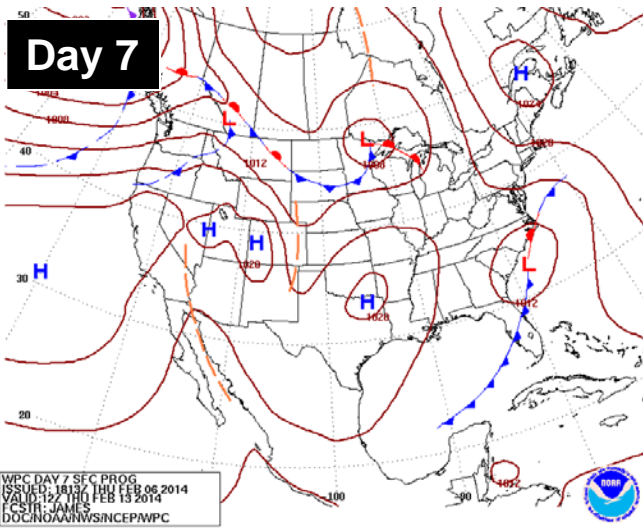 Day 7
50
1004
1008
40
1012
L
L
1008
H
1024
1020
H
H
1020
H
30
H
1020
L
1012
20
1012
100
-90
WPC DAY 7 SFC PROG
ISSUED: 1813Z THU FEB 06 2014
VALID: 12Z THU FEB 13 2014
FCSTR: JAMES
DOC/NOAA/NWS/NCEP/WPC
NOAA